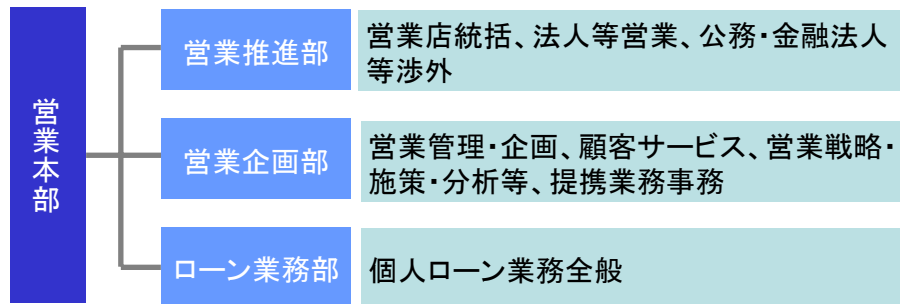 営業本部
営業推進部
営業店統括、法人等営業、公務・金融法人
等渉外
営業企画部
営業管理・企画、顧客サービス、営業戦略・
施策・分析等、提携業務事務
ローン業務部
個人ローン業務全般